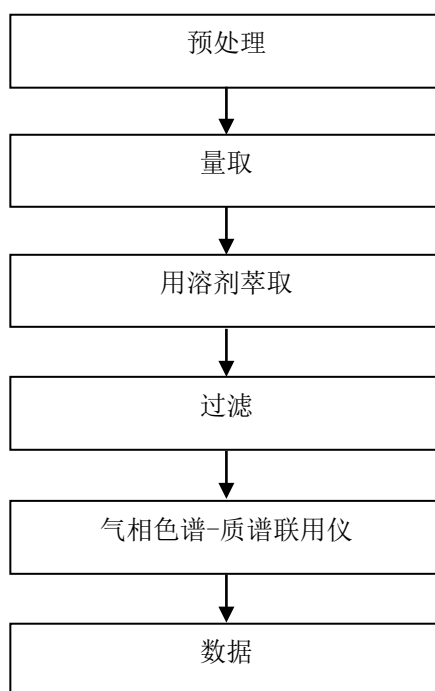 预处理
量取
用溶剂萃取
过滤
气相色谱-质谱联用仪
数据